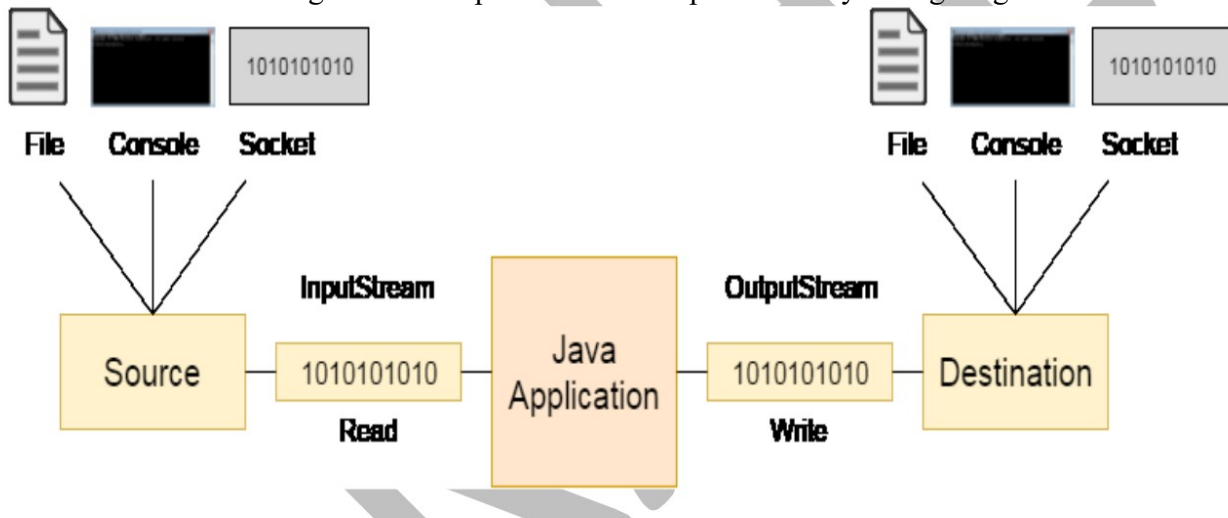 1010101010 1010101010
File Console Socket File Console Socket
InputStream OutputStream
Source 1010101010 Java Application 1010101010 Destination
Read Write